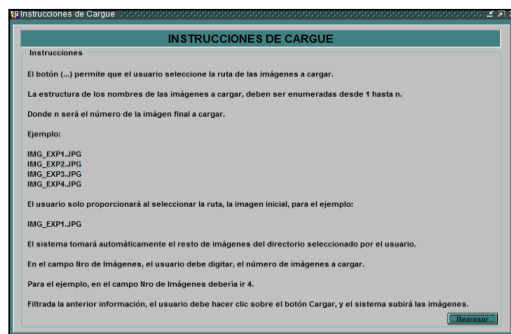 Instrucciones de Cargue
INSTRUCCIONES DE CARGUE
Instrucciones
El botón (...) permite que el usuario seleccione la ruta de las imágenes a cargar.
La estructura de los nombres de las imágenes a cargar, deben ser enumeradas desde 1 hasta n.
Donde n será el número de la imágen final a cargar.
Ejemplo:
IMG_EXP1.JPG
IMG_EXP2.JPG
IMG_EXP3.JPG
IMG_EXP4.JPG
El usuario solo proporcionará al seleccionar la ruta, la imagen inicial, para el ejemplo:
IMG_EXP1.JPG
El sistema tomará automáticamente el resto de imágenes del directorio seleccionado por el usuario.
En el campo Nro de Imágenes, el usuario debe digitar, el número de imágenes a cargar.
Para el ejemplo, en el campo Nro de Imágenes debería ir 4.
Filtrada la anterior información, el usuario debe hacer clic sobre el botón Cargar, y el sistema subirá las imágenes.
Regresar